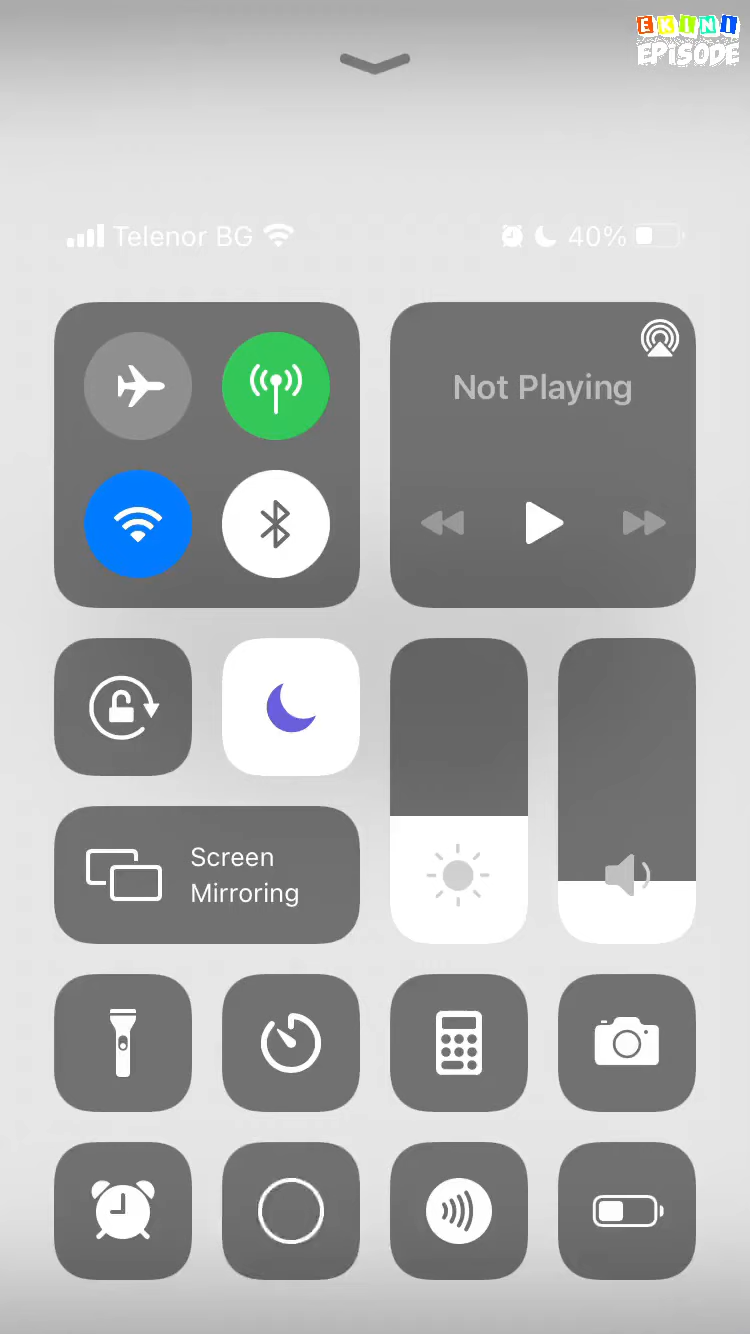 EKINI
EPiSODE
Telenor BG
40%
Not Playing
Screen
Mirroring